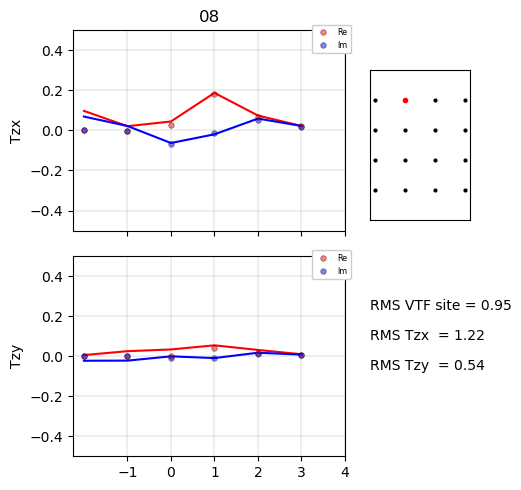 08
Re
Im
0.4
0.2
0.0
−0.2
−0.4
Tzx
Re
Im
0.4
0.2
0.0
−0.2
−0.4
Tzy
−1 0 1 2 3 4
RMS VTF site = 0.95
RMS Tzx = 1.22
RMS Tzy = 0.54